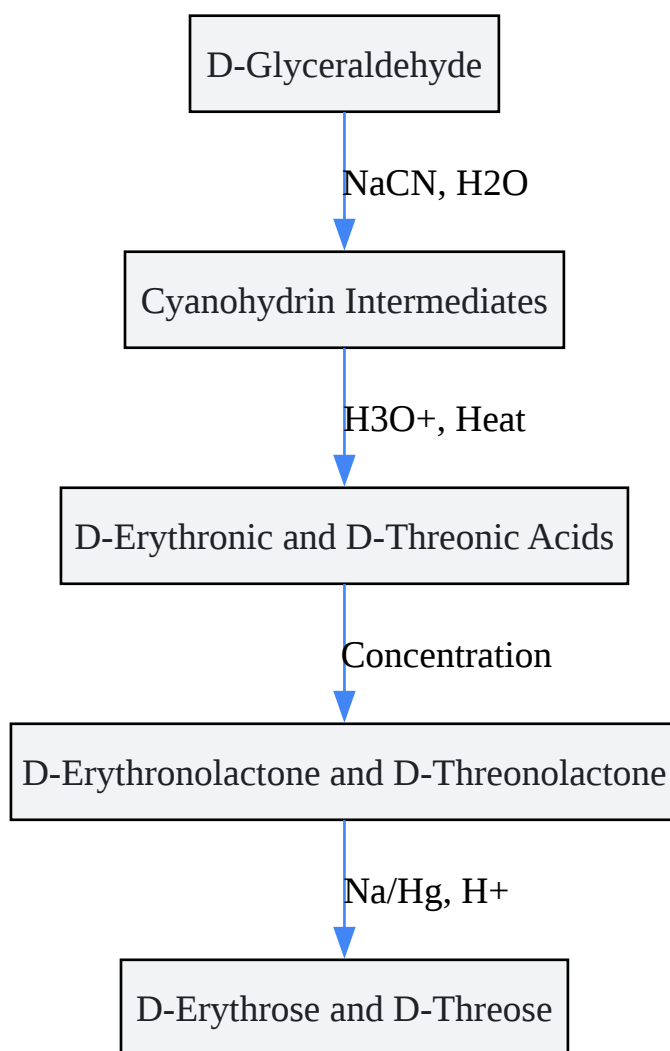 D-Glyceraldehyde
NaCN, H2O
Cyanohydrin Intermediates
H3O+, Heat
D-Erythronic and D-Threonic Acids
Concentration
D-Erythronolactone and D-Threonolactone
Na/Hg, H+
D-Erythrose and D-Threose